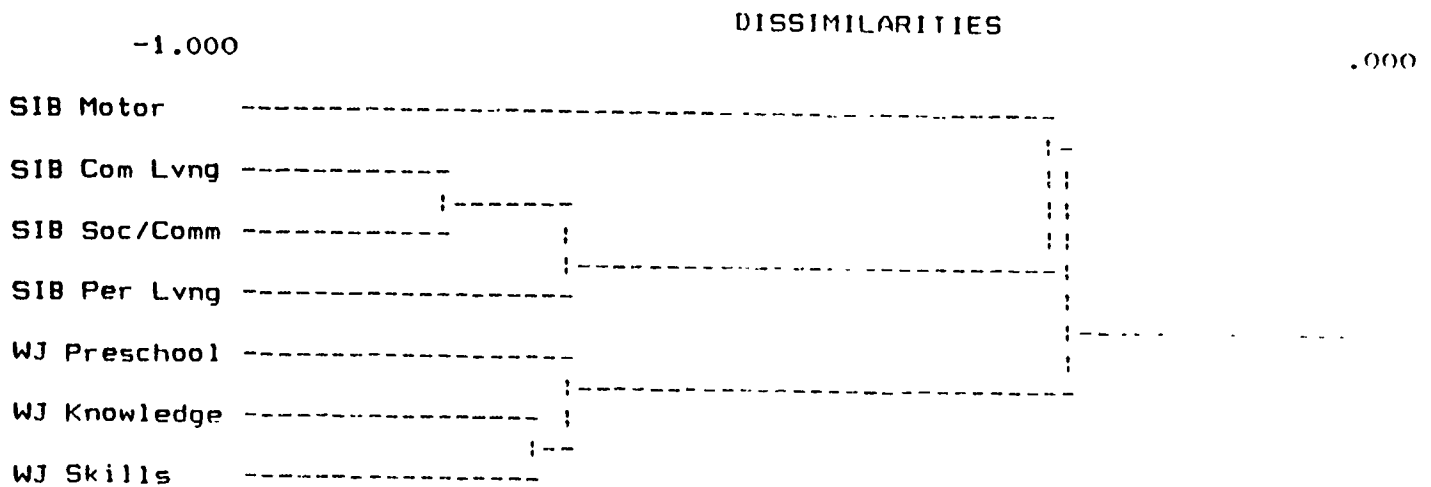 DISSIMILARITIES
-1.000
.000
SIB Motor
SIB Com Lvng
SIB Soc/Comm
SIB Per Lvng
WJ Preschool
WJ Knowledge
WJ Skills